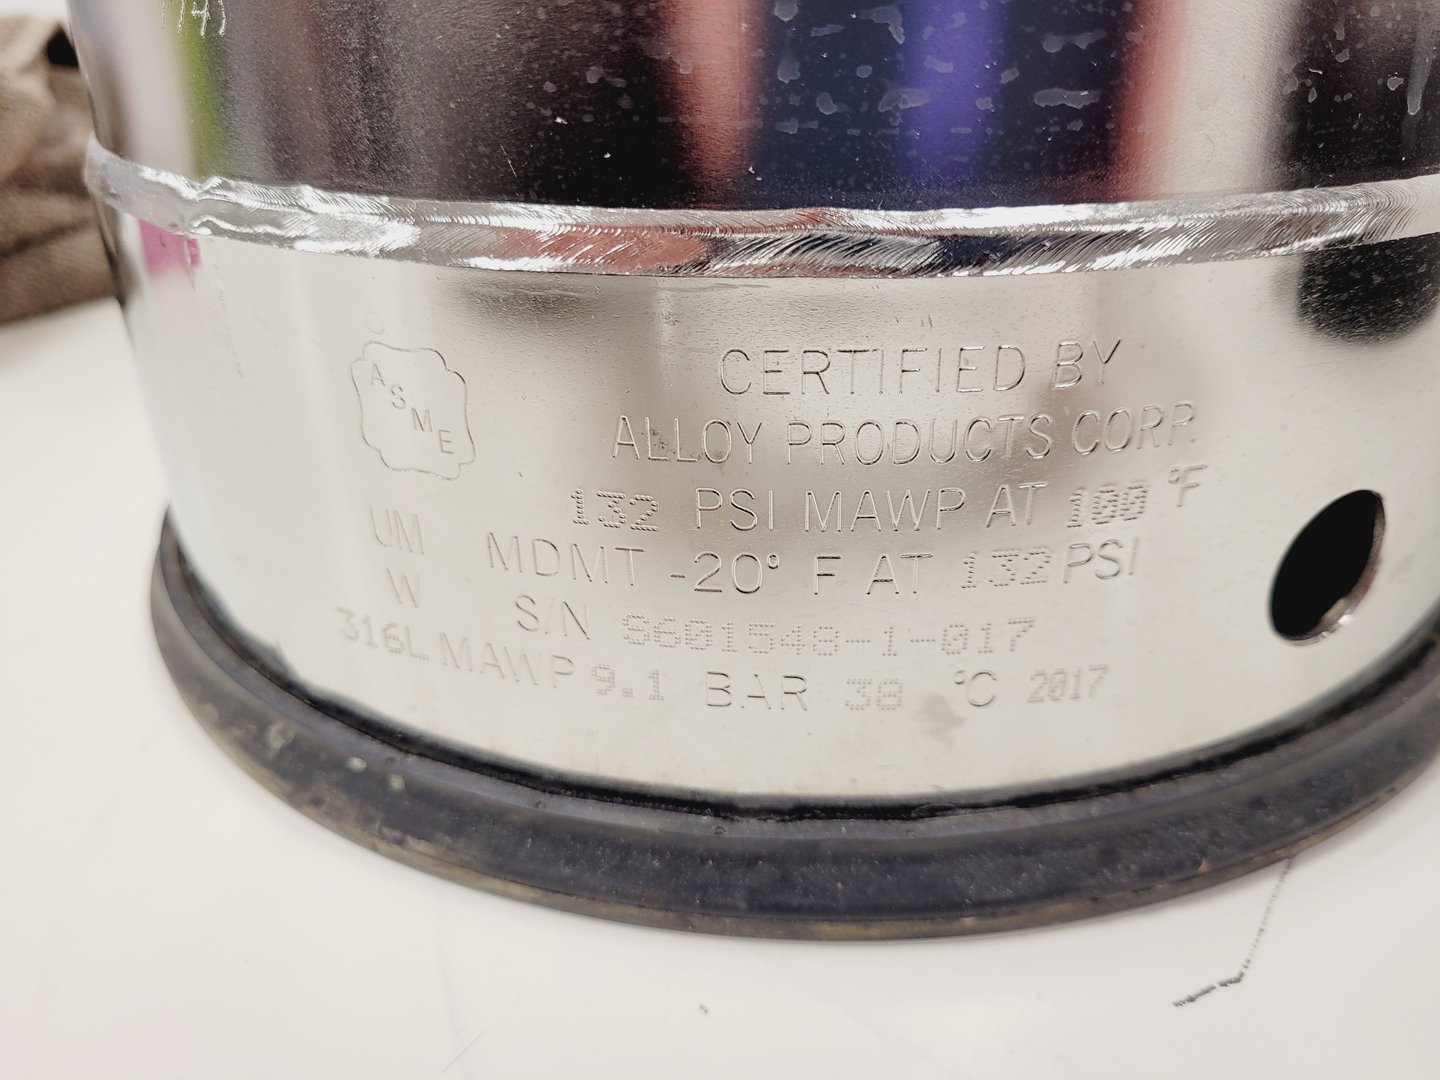 ASME
CERTIFIED BY
ALLOY PRODUCTS CORP.
132 PSI MAWP AT 100 °F
UM
MDMT -20° F AT 132 PSI
W
S/N
316L MAWP 9.1 BAR 38 °C 2017